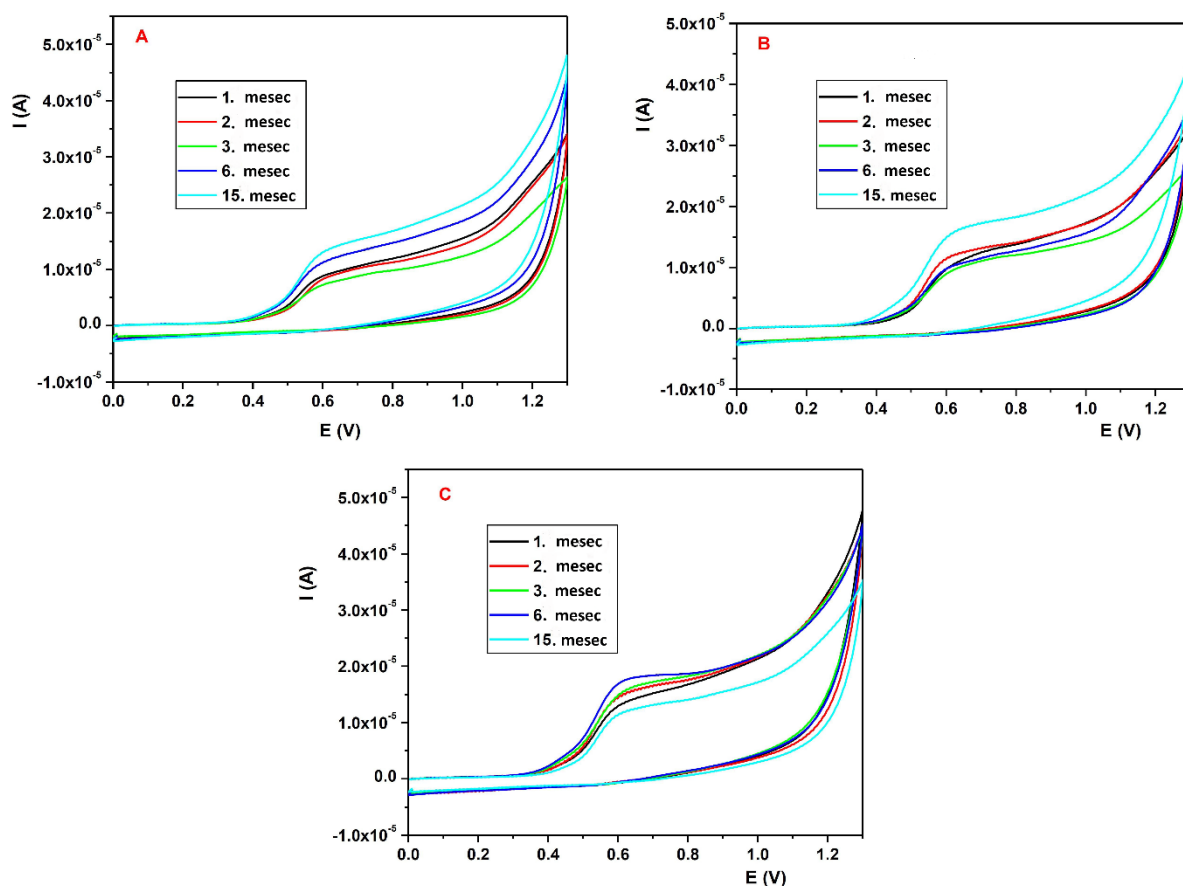 A
I (A)
5.0x10⁻⁵
4.0x10⁻⁵
3.0x10⁻⁵
2.0x10⁻⁵
1.0x10⁻⁵
0.0
-1.0x10⁻⁵
1. mesec
2. mesec
3. mesec
6. mesec
15. mesec
0.0 0.2 0.4 0.6 0.8 1.0 1.2
E (V)
B
I (A)
5.0x10⁻⁵
4.0x10⁻⁵
3.0x10⁻⁵
2.0x10⁻⁵
1.0x10⁻⁵
0.0
-1.0x10⁻⁵
1. mesec
2. mesec
3. mesec
6. mesec
15. mesec
0.0 0.2 0.4 0.6 0.8 1.0 1.2
E (V)
C
I (A)
5.0x10⁻⁵
4.0x10⁻⁵
3.0x10⁻⁵
2.0x10⁻⁵
1.0x10⁻⁵
0.0
-1.0x10⁻⁵
1. mesec
2. mesec
3. mesec
6. mesec
15. mesec
0.0 0.2 0.4 0.6 0.8 1.0 1.2
E (V)